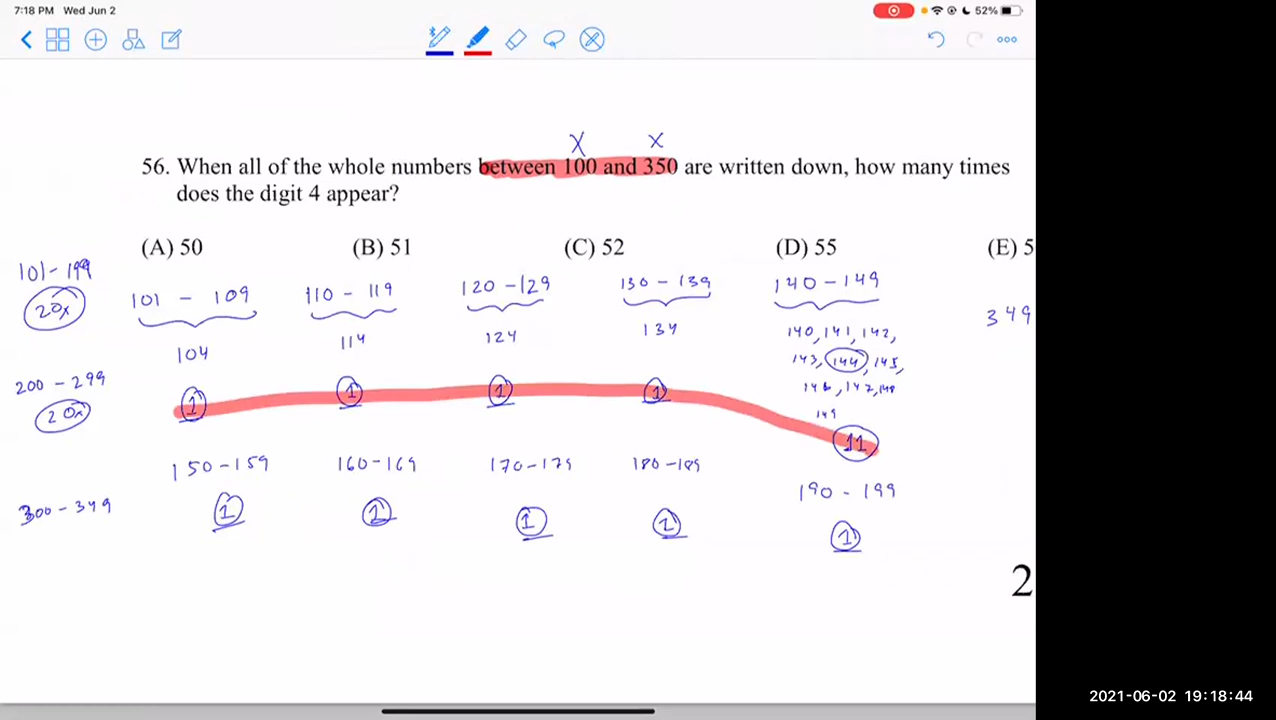 7:18 PM Wed Jun 2
52%
X X
56. When all of the whole numbers between 100 and 350 are written down, how many times
does the digit 4 appear?
(A) 50 (B) 51 (C) 52 (D) 55 (E) 5
101 - 199
20x
101 - 109 110 - 119 120 - 129 130 - 139 140 - 149
104 114 124 134
140, 141, 142,
143, 144, 145,
146, 147, 148
149
349
200 - 299
20x
1 1 1 1 11
150 - 159 160 - 169 170 - 179 180 - 189 190 - 199
300 - 349
1 1 1 1 1
2
2021-06-02 19:18:44